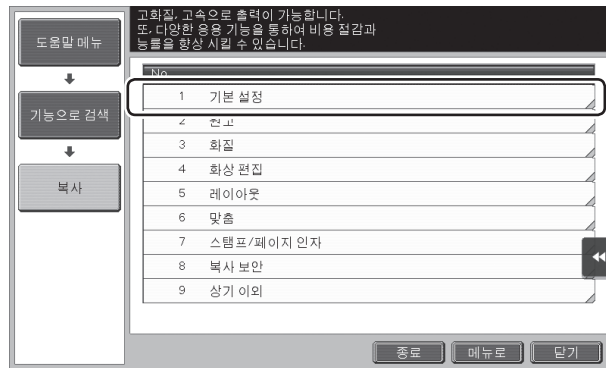 고화질, 고속으로 출력이 가능합니다.
또, 다양한 응용 기능을 통하여 비용 절감과
능률을 향상 시킬 수 있습니다.
도움말 메뉴
기능으로 검색
복사
No
1 기본 설정
2 원고
3 화질
4 화상 편집
5 레이아웃
6 맞춤
7 스탬프/페이지 인자
8 복사 보안
9 상기 이외
종료
메뉴로
닫기